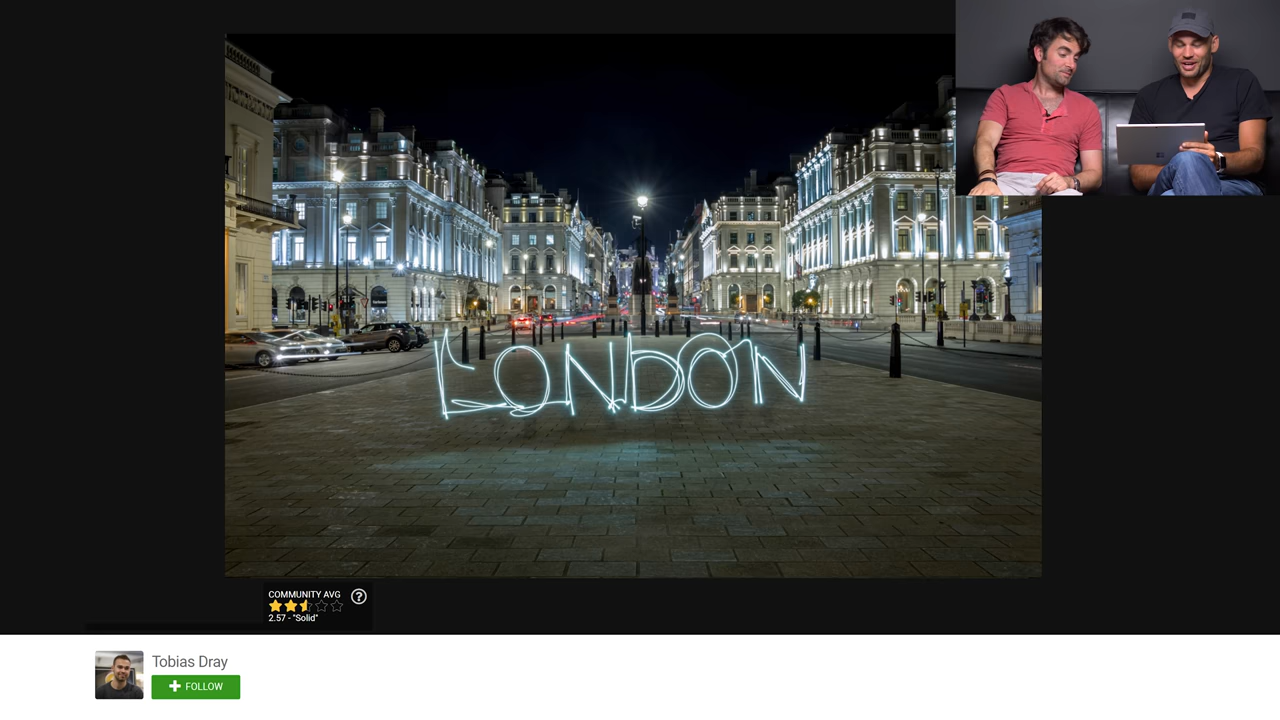 LONDON
COMMUNITY AVG
2.57 - "Solid"
Tobias Dray
FOLLOW